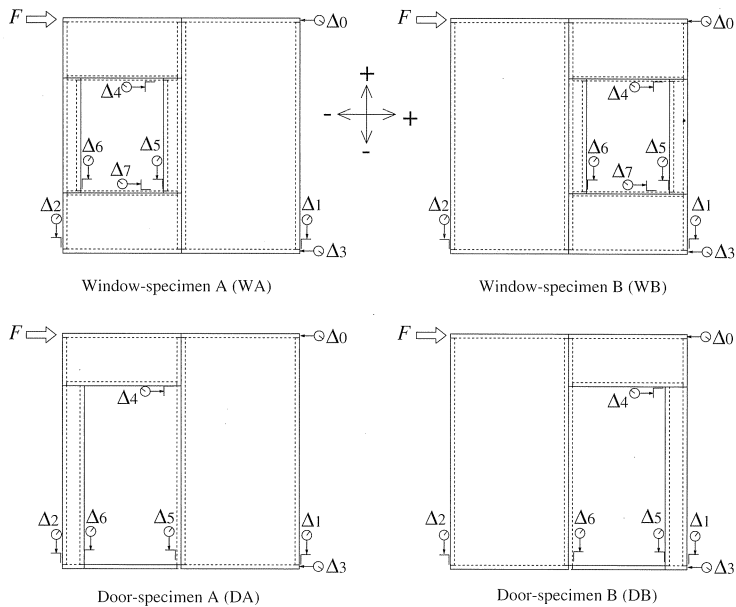 F Δ0 F Δ0
Δ4 + Δ4
- +
Δ6 Δ5 - Δ6 Δ5
Δ7 Δ7
Δ2 Δ1 Δ2 Δ1
Δ3 Δ3
Window-specimen A (WA) Window-specimen B (WB)
F Δ0 F Δ0
Δ4 Δ4
Δ2 Δ6 Δ5 Δ1 Δ2 Δ6 Δ5 Δ1
Δ3 Δ3
Door-specimen A (DA) Door-specimen B (DB)